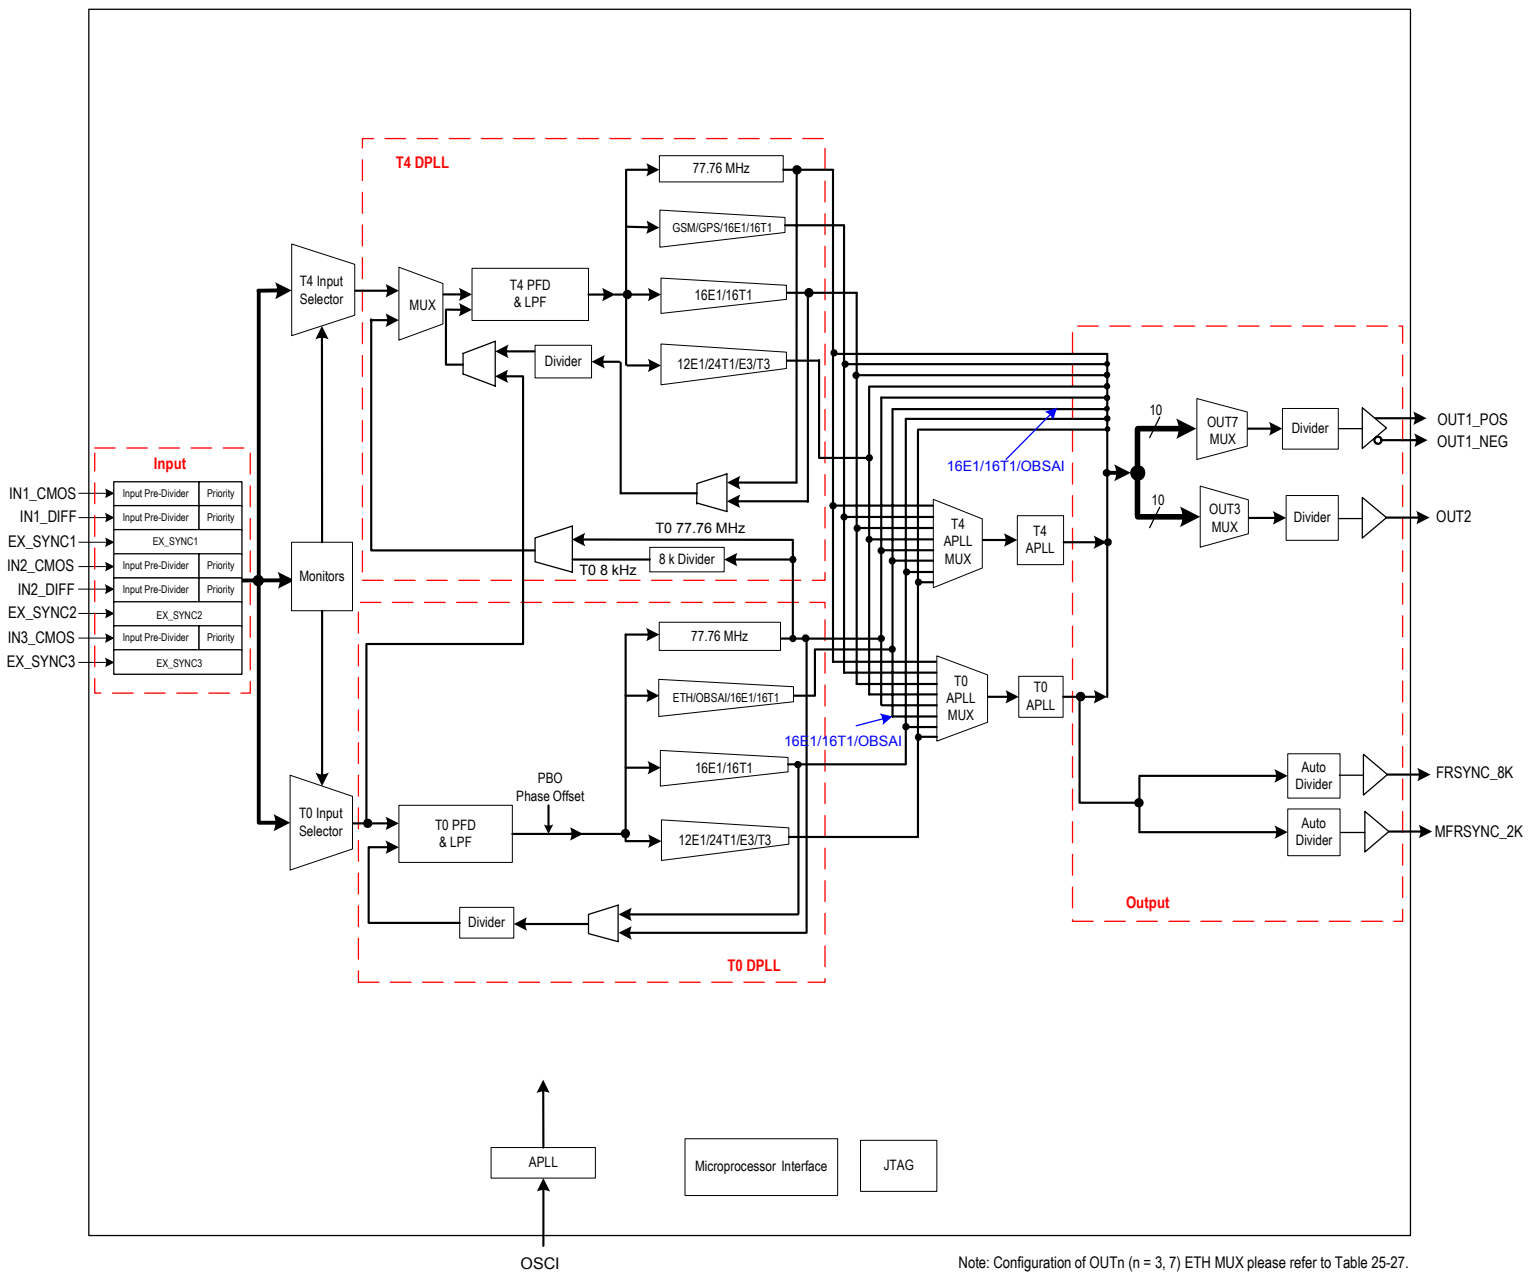 T4 DPLL
77.76 MHz
GSM/GPS/16E1/16T1
T4 Input
Selector
MUX
T4 PFD
& LPF
16E1/16T1
Divider
12E1/24T1/E3/T3
10
OUT7
MUX
Divider
OUT1_POS
OUT1_NEG
16E1/16T1/OBSAI
Input
IN1_CMOS
Input Pre-Divider
Priority
IN1_DIFF
Input Pre-Divider
Priority
EX_SYNC1
EX_SYNC1
IN2_CMOS
Input Pre-Divider
Priority
IN2_DIFF
Input Pre-Divider
Priority
EX_SYNC2
EX_SYNC2
IN3_CMOS
Input Pre-Divider
Priority
EX_SYNC3
EX_SYNC3
Monitors
T0 77.76 MHz
8 k Divider
T0 8 kHz
T4
APLL
MUX
T4
APLL
10
OUT3
MUX
Divider
OUT2
77.76 MHz
ETH/OBSAI/16E1/16T1
T0
APLL
MUX
T0
APLL
16E1/16T1/OBSAI
16E1/16T1
PBO
Phase Offset
T0 Input
Selector
T0 PFD
& LPF
12E1/24T1/E3/T3
Auto
Divider
FRSYNC_8K
Auto
Divider
MFRSYNC_2K
Divider
Output
T0 DPLL
APLL
Microprocessor Interface
JTAG
OSCI
Note: Configuration of OUTn (n = 3, 7) ETH MUX please refer to Table 25-27.